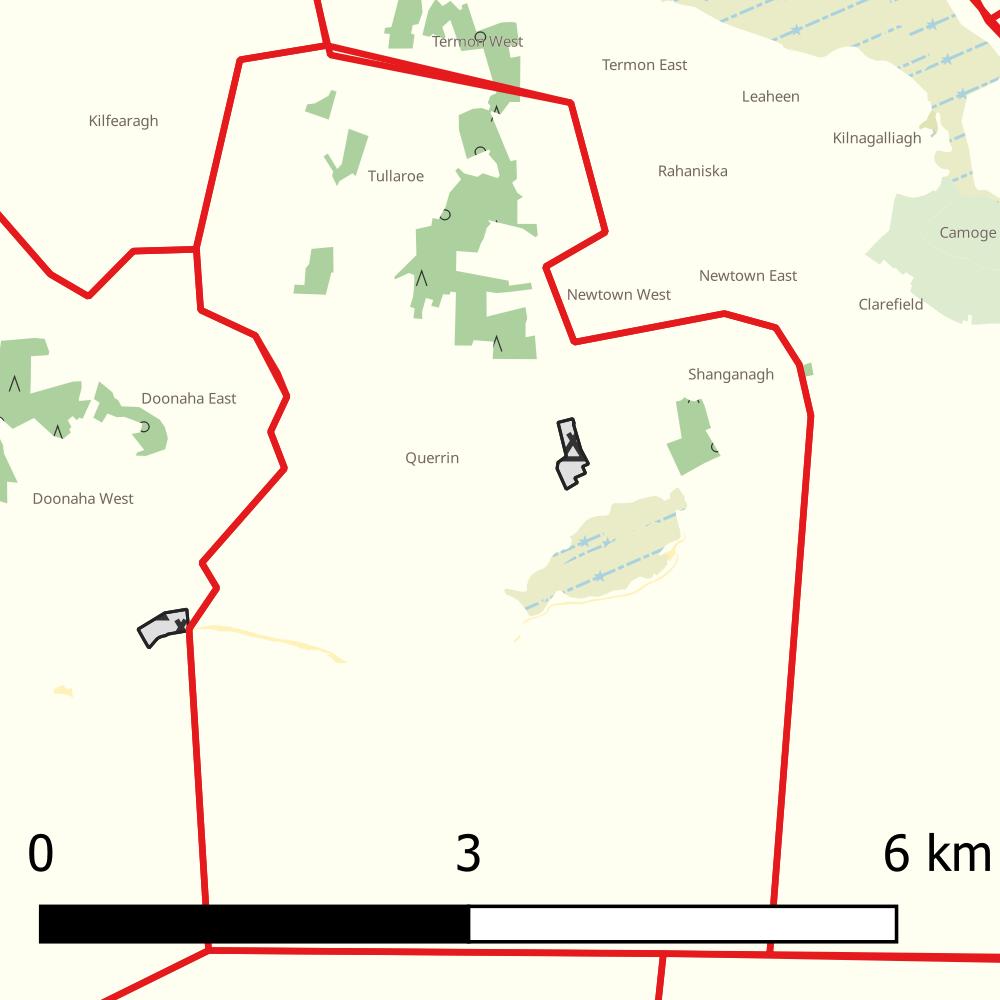 Termon West
Termon East
Leaheen
Kilfearagh
Kilnagalliagh
Rahaniska
Tullaroe
Camoge
Newtown East
Newtown West
Clarefield
Shanganagh
Doonaha East
Querrin
Doonaha West
0 3 6 km